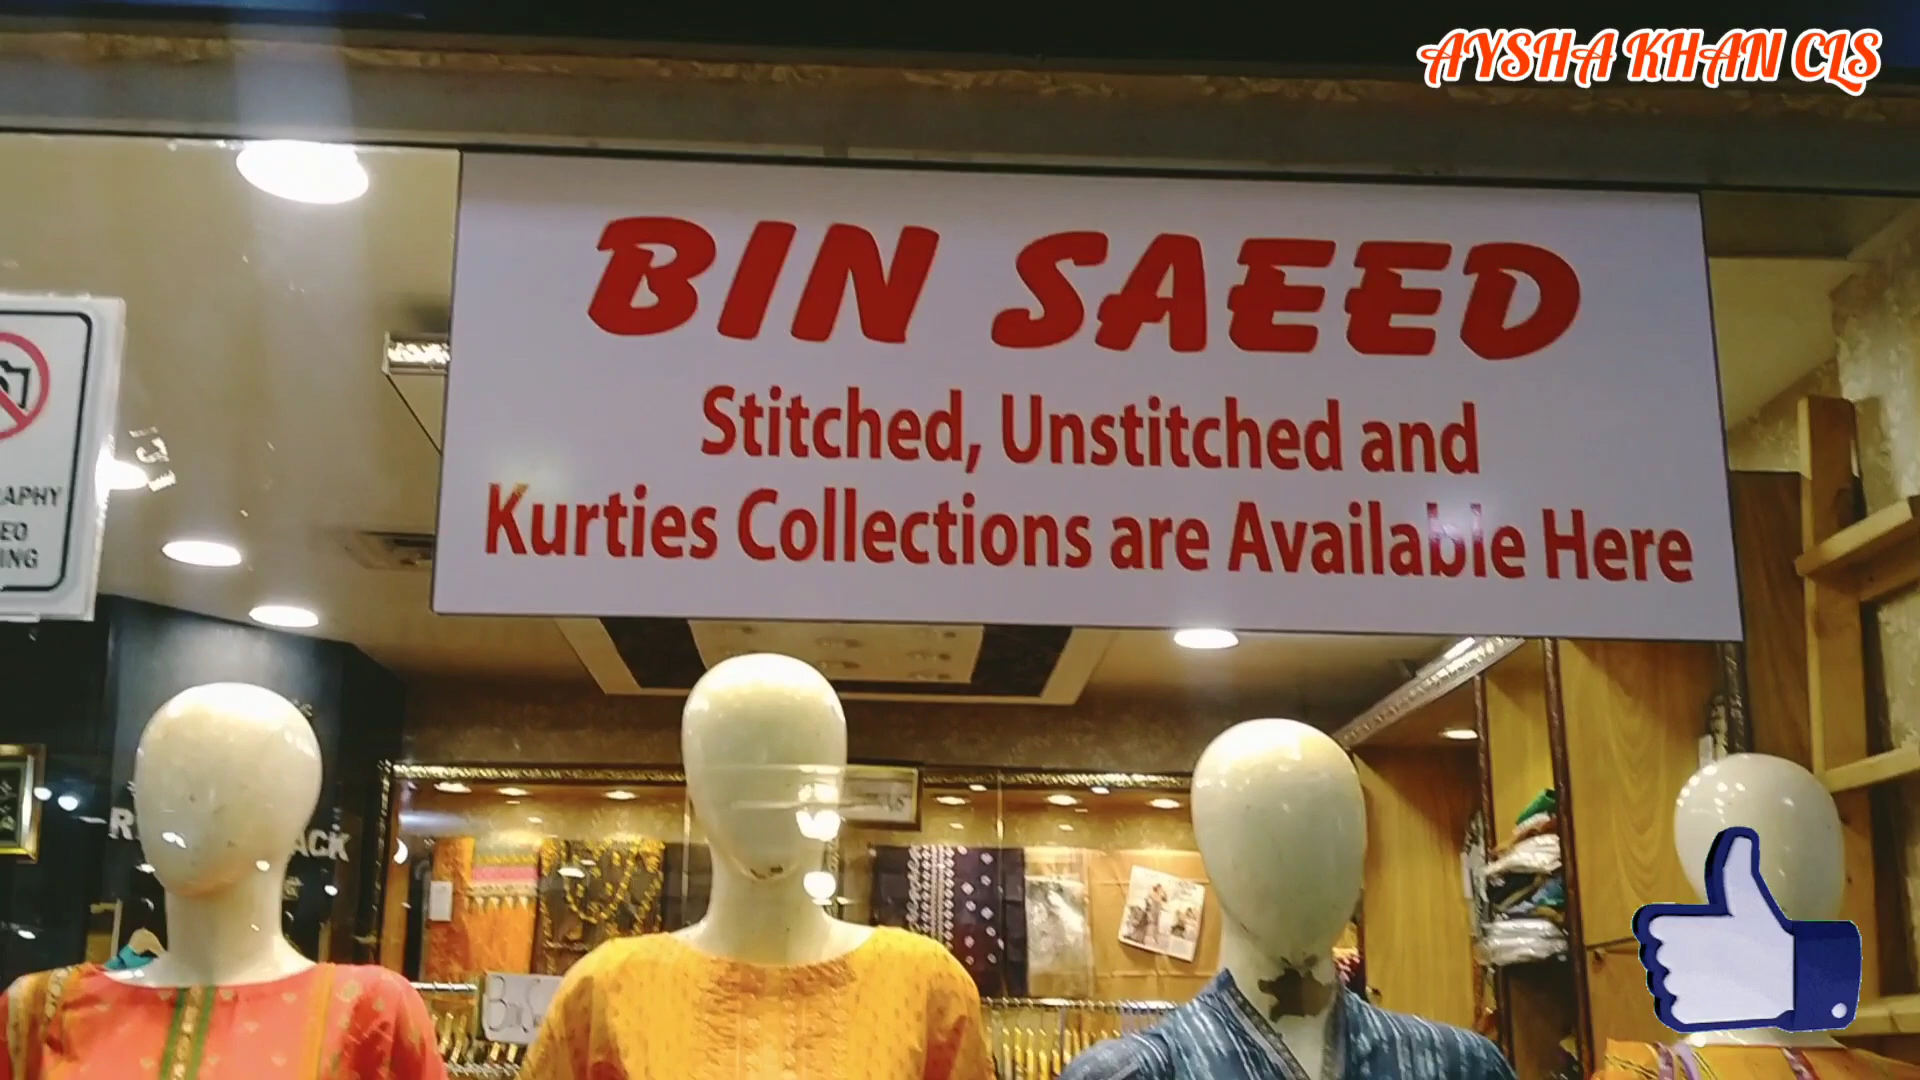 AYSHA KHAN CLS
BIN SAEED
Stitched, Unstitched and
Kurties Collections are Available Here